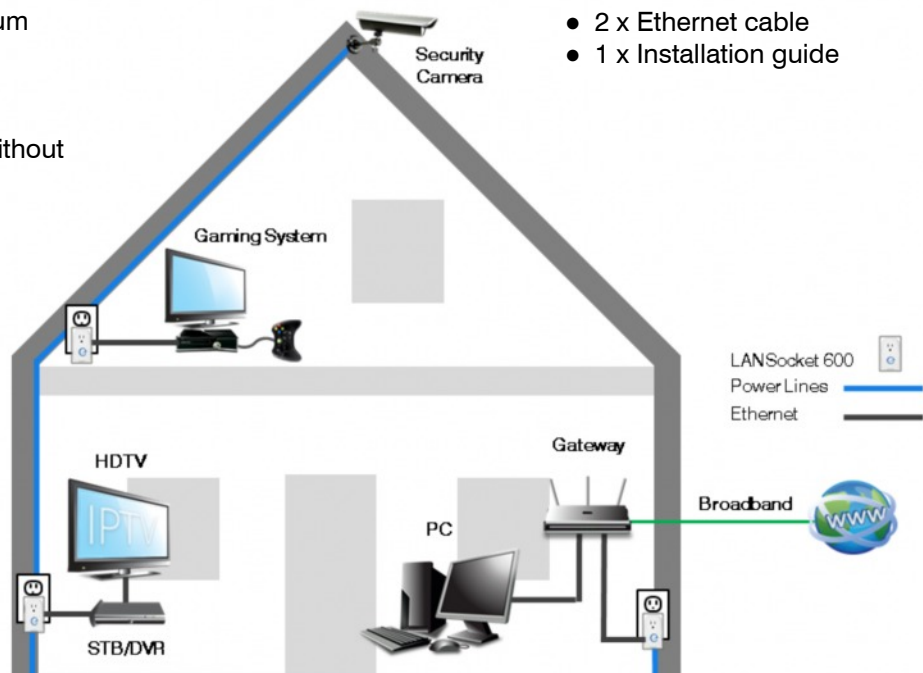 um
● 2 x Ethernet cable
● 1 x Installation guide
Security
Camera
ithout
Gaming System
LANSocket 600
Power Lines
Ethernet
HDTV
Gateway
IPTV
PC
Broadband
www
STB/DVR